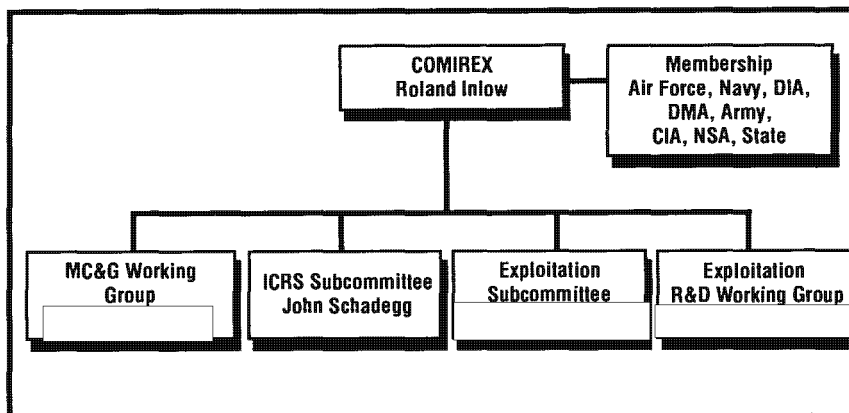 COMIREX
Roland Inlow
Membership
Air Force, Navy, DIA,
DMA, Army,
CIA, NSA, State
MC&G Working
Group
ICRS Subcommittee
John Schadegg
Exploitation
Subcommittee
Exploitation
R&D Working Group